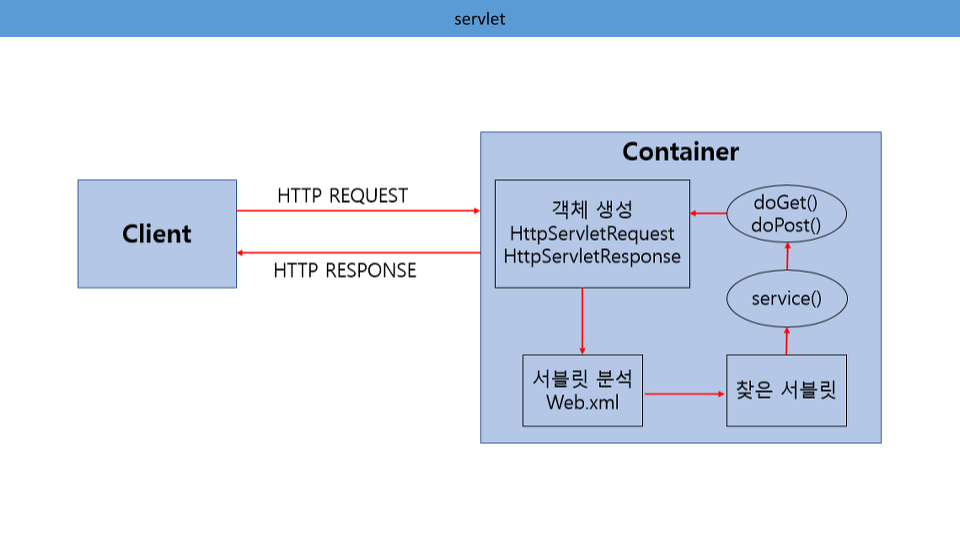 servlet
Container
Client
HTTP REQUEST
HTTP RESPONSE
객체 생성
HttpServletRequest
HttpServletResponse
doGet()
doPost()
service()
서블릿 분석
Web.xml
찾은 서블릿